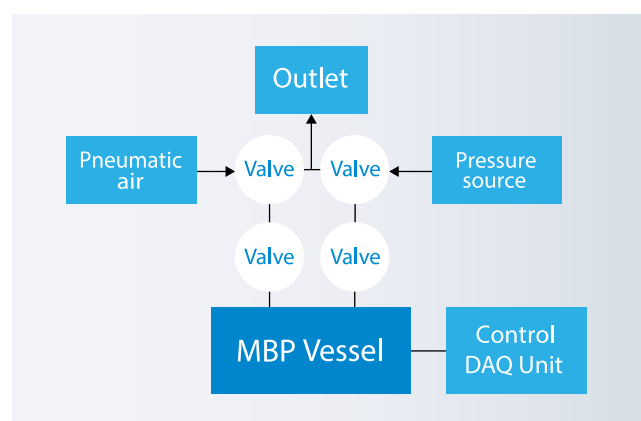 Outlet
Pneumatic
air
Valve
Valve
Pressure
source
Valve
Valve
MBP Vessel
Control
DAQ Unit